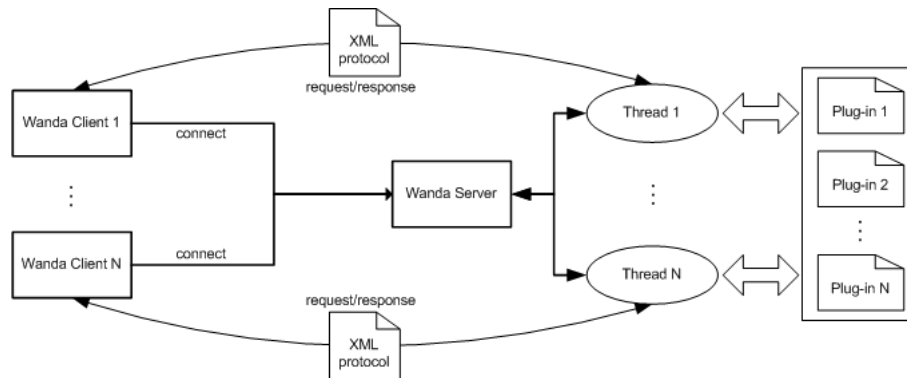 XML
protocol
request/response
Wanda Client 1
connect
Thread 1
Plug-in 1
Wanda Server
Plug-in 2
Wanda Client N
connect
Thread N
Plug-in N
request/response
XML
protocol